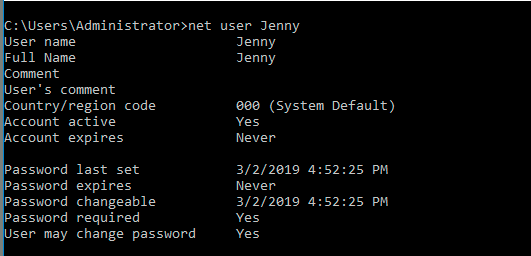 C:\Users\Administrator>net user Jenny
User name                    Jenny
Full Name                    Jenny
Comment
User's comment
Country/region code          000 (System Default)
Account active               Yes
Account expires              Never

Password last set            3/2/2019 4:52:25 PM
Password expires             Never
Password changeable          3/2/2019 4:52:25 PM
Password required            Yes
User may change password     Yes